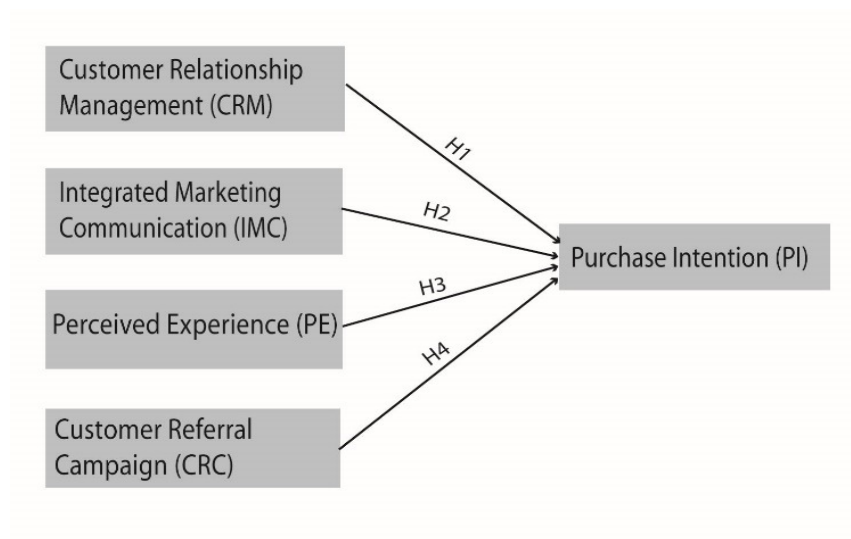 Customer Relationship
Management (CRM)
H1
Integrated Marketing
Communication (IMC)
H2
Purchase Intention (PI)
Perceived Experience (PE)
H3
H4
Customer Referral
Campaign (CRC)